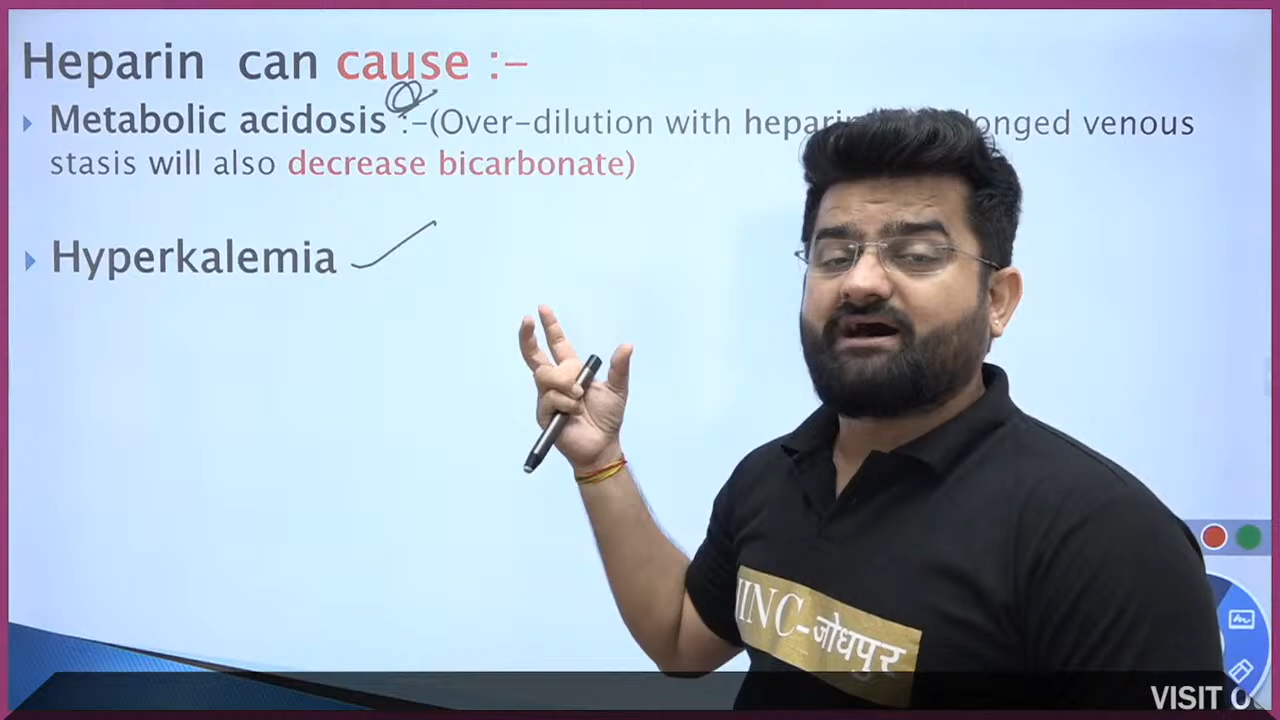 Heparin can cause :-
Metabolic acidosis :-(Over-dilution with heparin longed venous
stasis will also decrease bicarbonate)
Hyperkalemia
INC-जोधपुर
VISIT